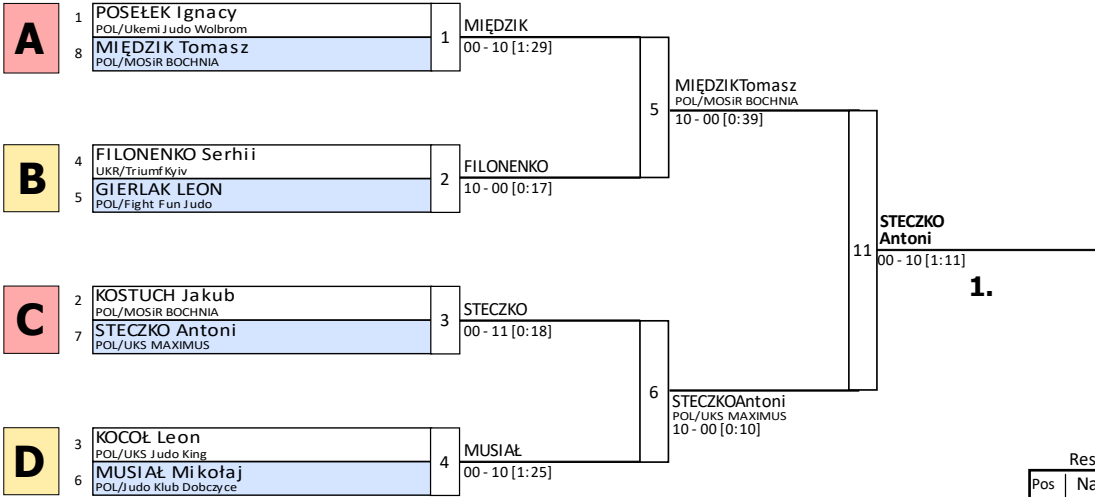 A
1 POSEŁEK Ignacy
POL/Ukemi Judo Wolbrom
8 MIĘDZIK Tomasz
POL/MOSiR BOCHNIA
1
MIĘDZIK
00 - 10 [1:29]
5
MIĘDZIKTomasz
POL/MOSiR BOCHNIA
10 - 00 [0:39]
B
4 FILONENKO Serhii
UKR/Triumf Kyiv
5 GIERLAK LEON
POL/Fight Fun Judo
2
FILONENKO
10 - 00 [0:17]
11
STECZKO
Antoni
00 - 10 [1:11]
1.
C
2 KOSTUCH Jakub
POL/MOSiR BOCHNIA
7 STECZKO Antoni
POL/UKS MAXIMUS
3
STECZKO
00 - 11 [0:18]
6
STECZKOAntoni
POL/UKS MAXIMUS
10 - 00 [0:10]
D
3 KOCOŁ Leon
POL/UKS Judo King
6 MUSIAŁ Mikołaj
POL/Judo Klub Dobczyce
4
MUSIAŁ
00 - 10 [1:25]
Res
Pos Na